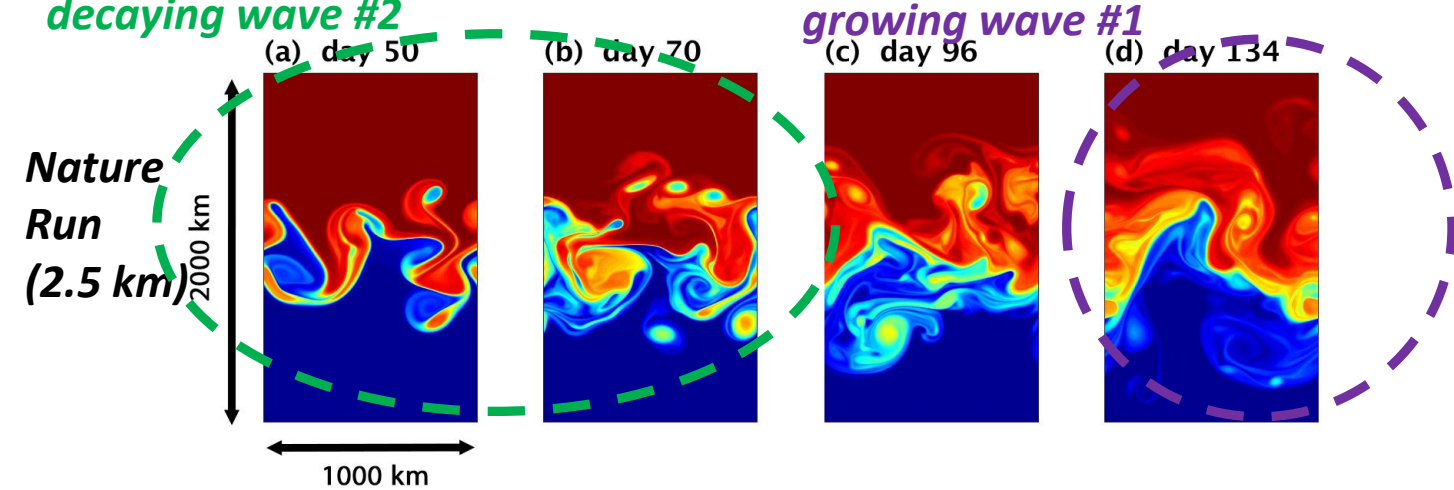 decaying wave #2
growing wave #1
(a) day 50
(b) day 70
(c) day 96
(d) day 134
Nature
Run
(2.5 km)
2000 km
1000 km